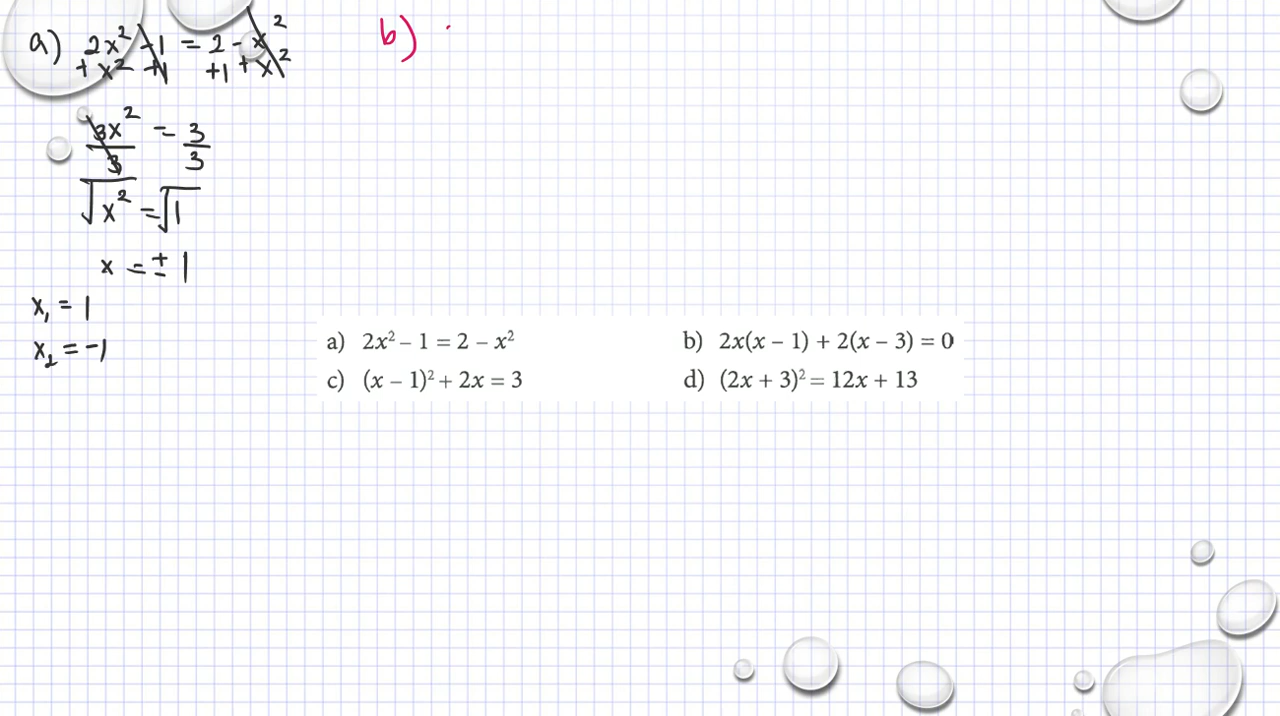 a) 2x² - 1 = 2 - x²
+ x² + 1 +1 + x²
3x² = 3
3 3
√x² = √1
x = ± 1
x₁ = 1
x₂ = -1
b)
a) 2x² – 1 = 2 – x²
b) 2x(x – 1) + 2(x – 3) = 0
c) (x – 1)² + 2x = 3
d) (2x + 3)² = 12x + 13